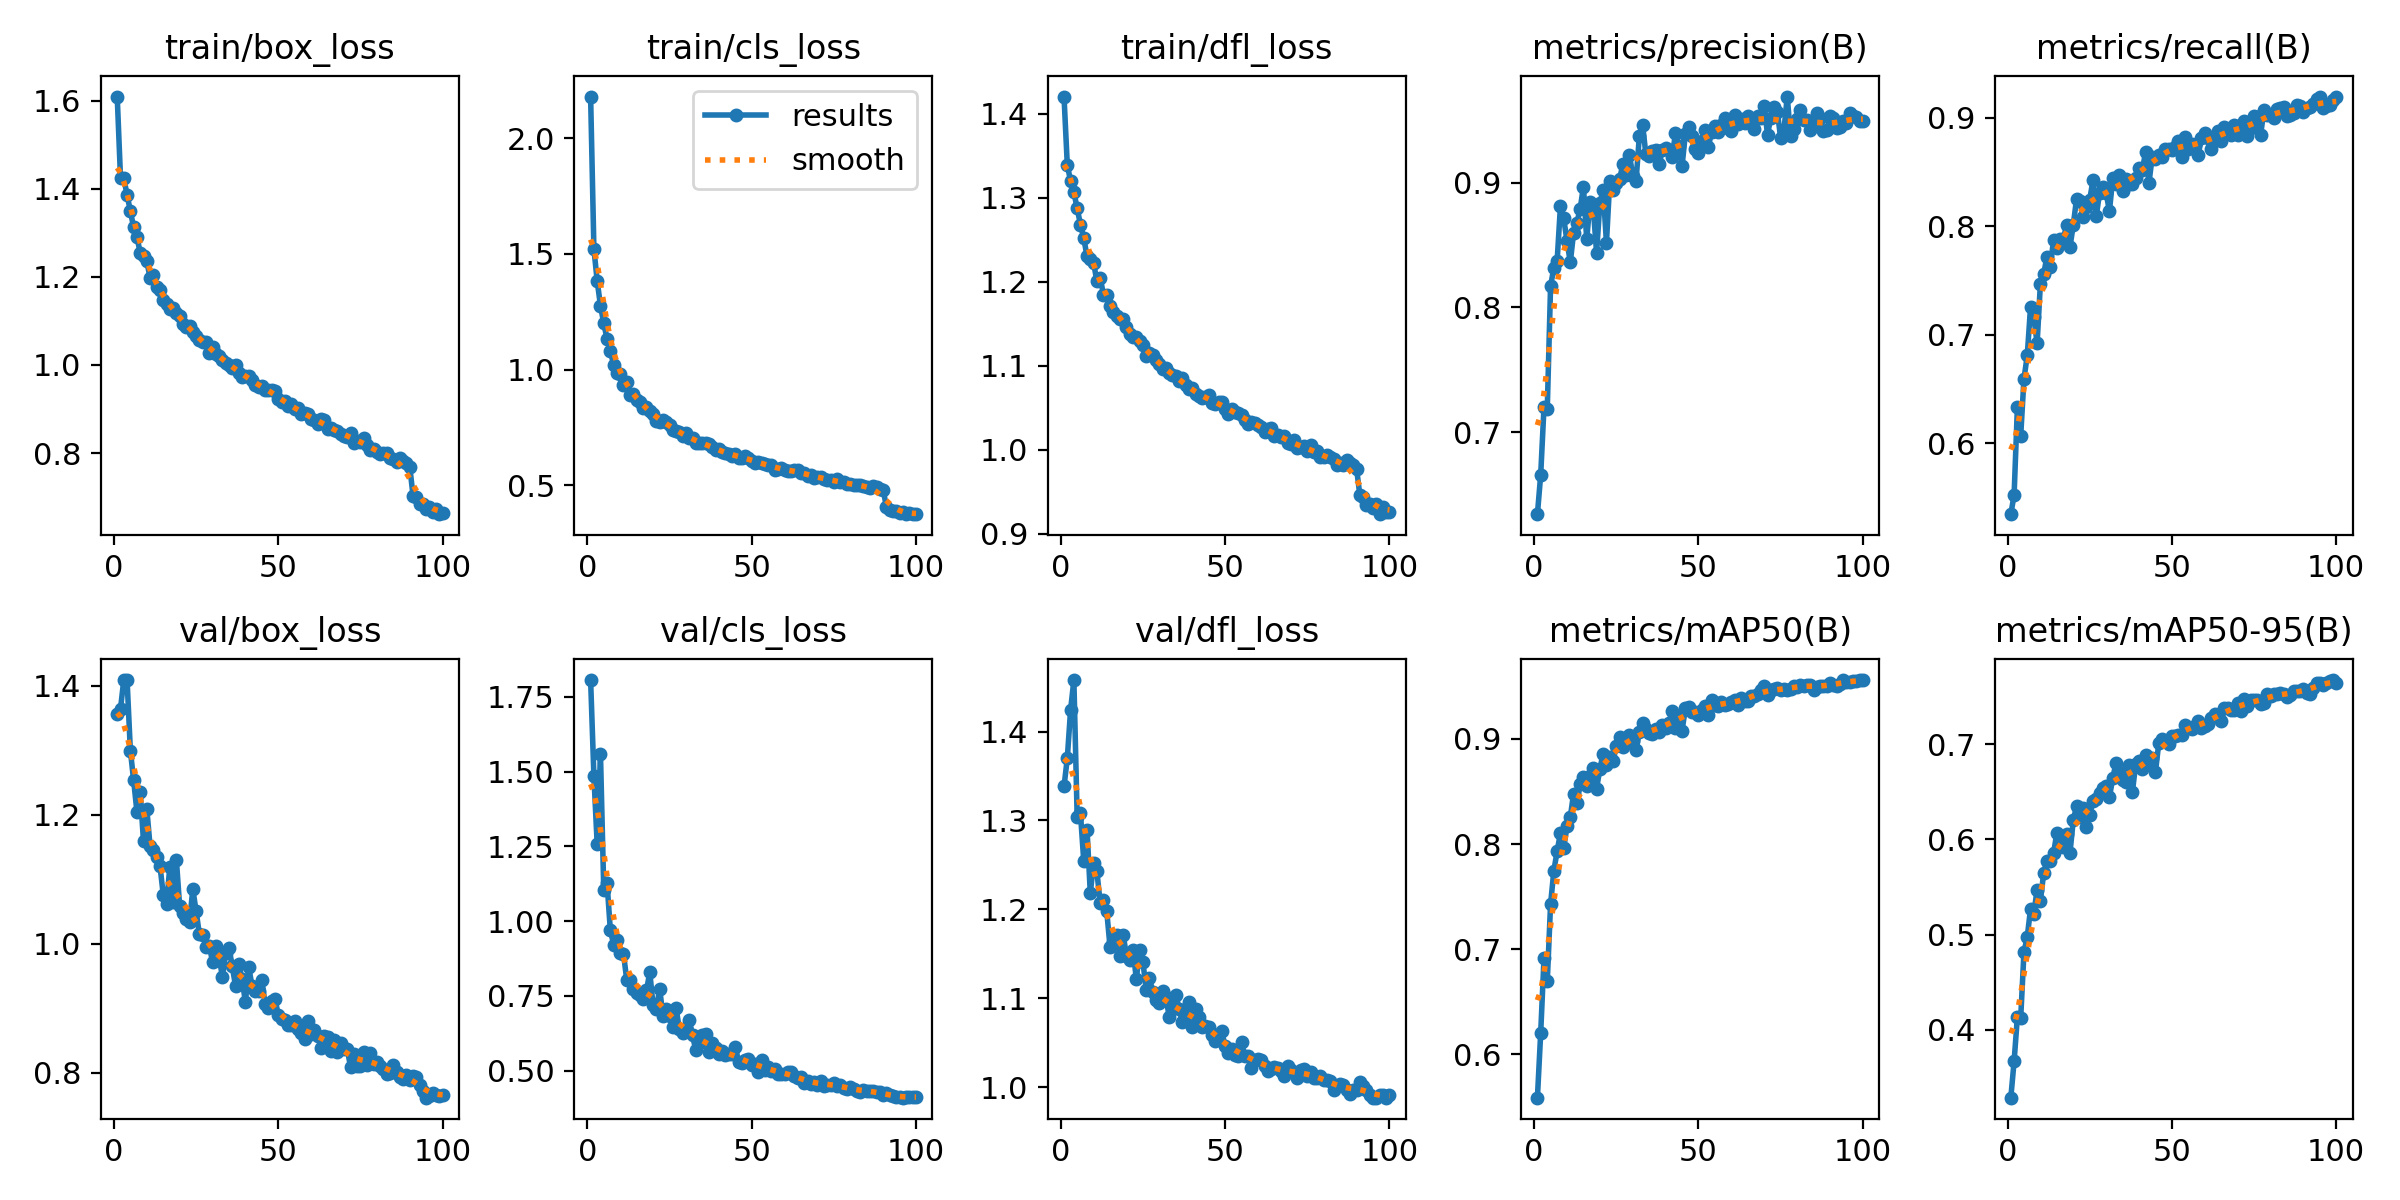 train/box_loss
1.6
1.4
1.2
1.0
0.8
0 50 100
train/cls_loss
results
smooth
2.0
1.5
1.0
0.5
0 50 100
train/dfl_loss
1.4
1.3
1.2
1.1
1.0
0.9
0 50 100
metrics/precision(B)
0.9
0.8
0.7
0 50 100
metrics/recall(B)
0.9
0.8
0.7
0.6
0 50 100
val/box_loss
1.4
1.2
1.0
0.8
0 50 100
val/cls_loss
1.75
1.50
1.25
1.00
0.75
0.50
0 50 100
val/dfl_loss
1.4
1.3
1.2
1.1
1.0
0 50 100
metrics/mAP50(B)
0.9
0.8
0.7
0.6
0 50 100
metrics/mAP50-95(B)
0.7
0.6
0.5
0.4
0 50 100